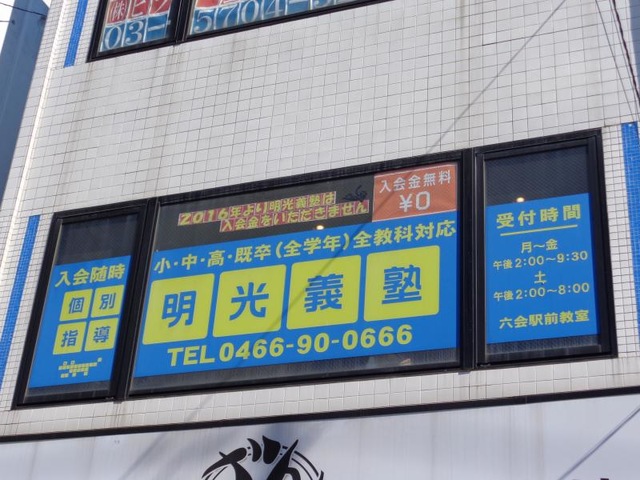 03-
5704-
入会随時
個別
指導
2016年より明光義塾は
入会金をいただきません
入会金無料
¥0
小・中・高・既卒(全学年)全教科対応
明光義塾
TEL 0466-90-0666
受付時間
月〜金
午後2:00〜9:30
土
午後2:00〜8:00
六会駅前教室